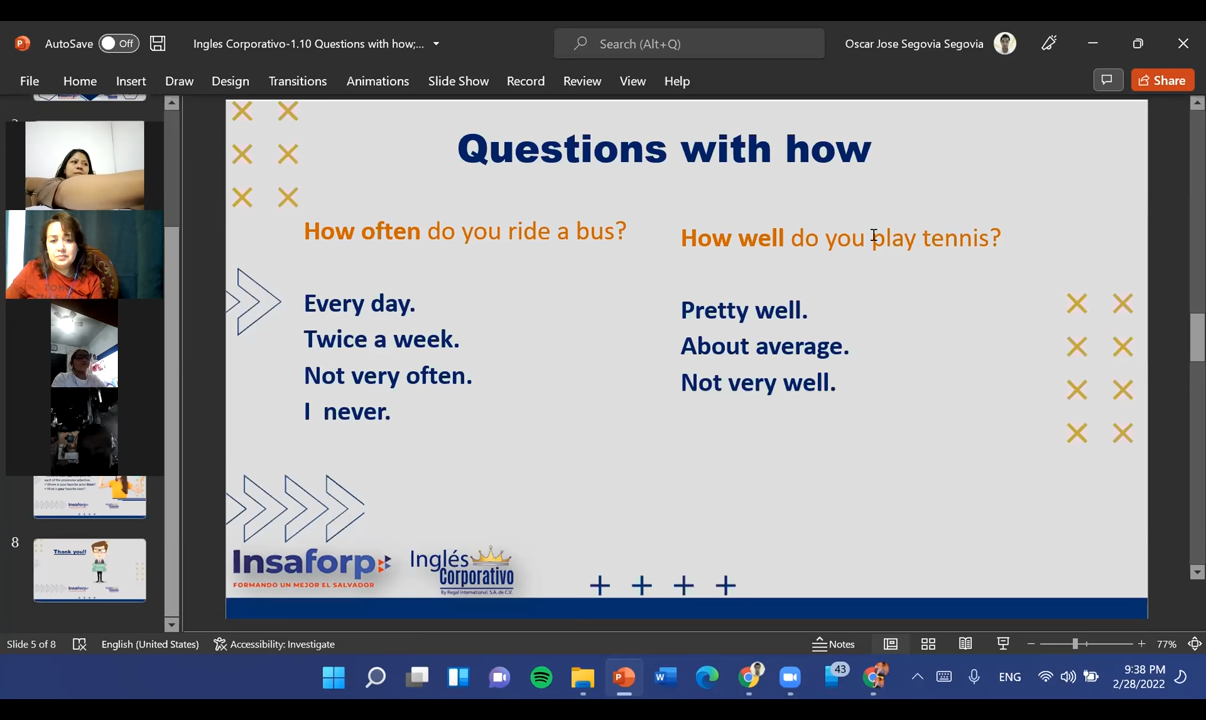 AutoSave Off
Ingles Corporativo-1.10 Questions with how;...
Search (Alt+Q)
Oscar Jose Segovia Segovia
File Home Insert Draw Design Transitions Animations Slide Show Record Review View Help
Share
Questions with how
How often do you ride a bus?
How well do you play tennis?
Every day.
Twice a week.
Not very often.
I never.
Pretty well.
About average.
Not very well.
Insaforp
FORMANDO UN MEJOR EL SALVADOR
Inglés
Corporativo
By Regal International, S.A. de C.V.
8
Thank you!!
Slide 5 of 8
English (United States)
Accessibility: Investigate
Notes
77%
43
ENG
9:38 PM
2/28/2022